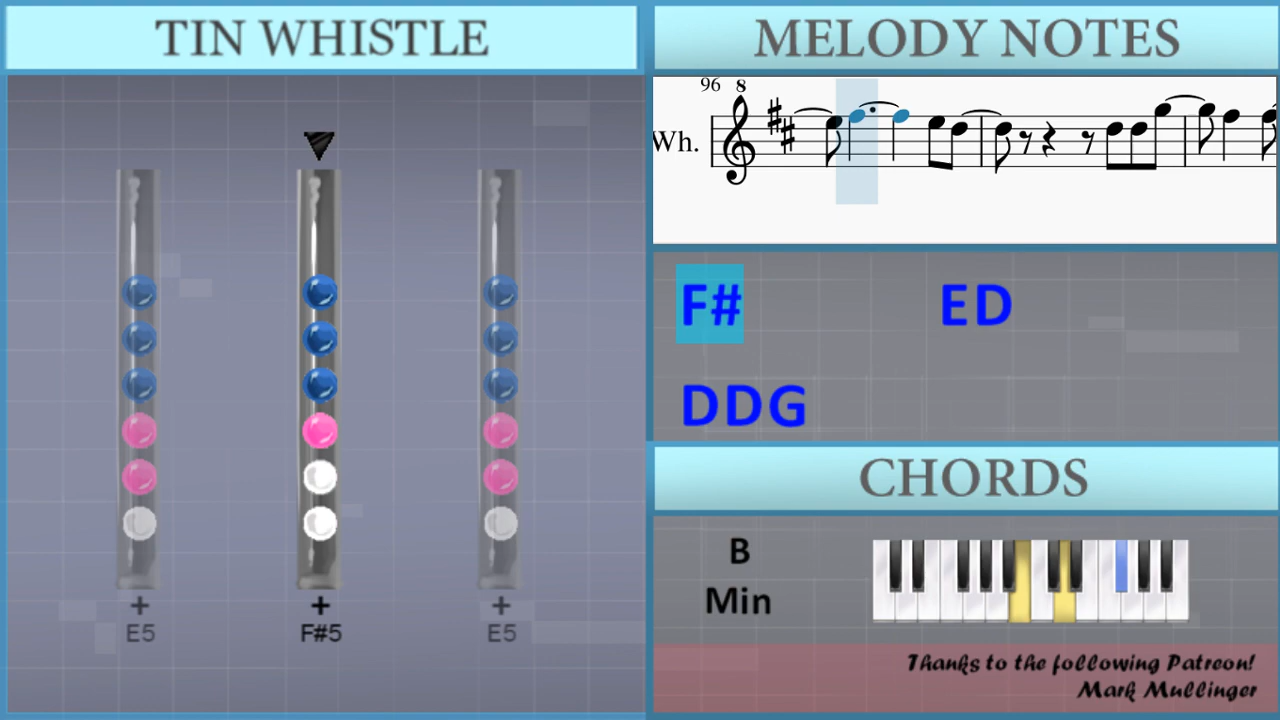 TIN WHISTLE
+
E5
+
F#5
+
E5
MELODY NOTES
96
8
Wh.
F#
ED
DDG
CHORDS
B
Min
Thanks to the following Patreon!
Mark Mullinger